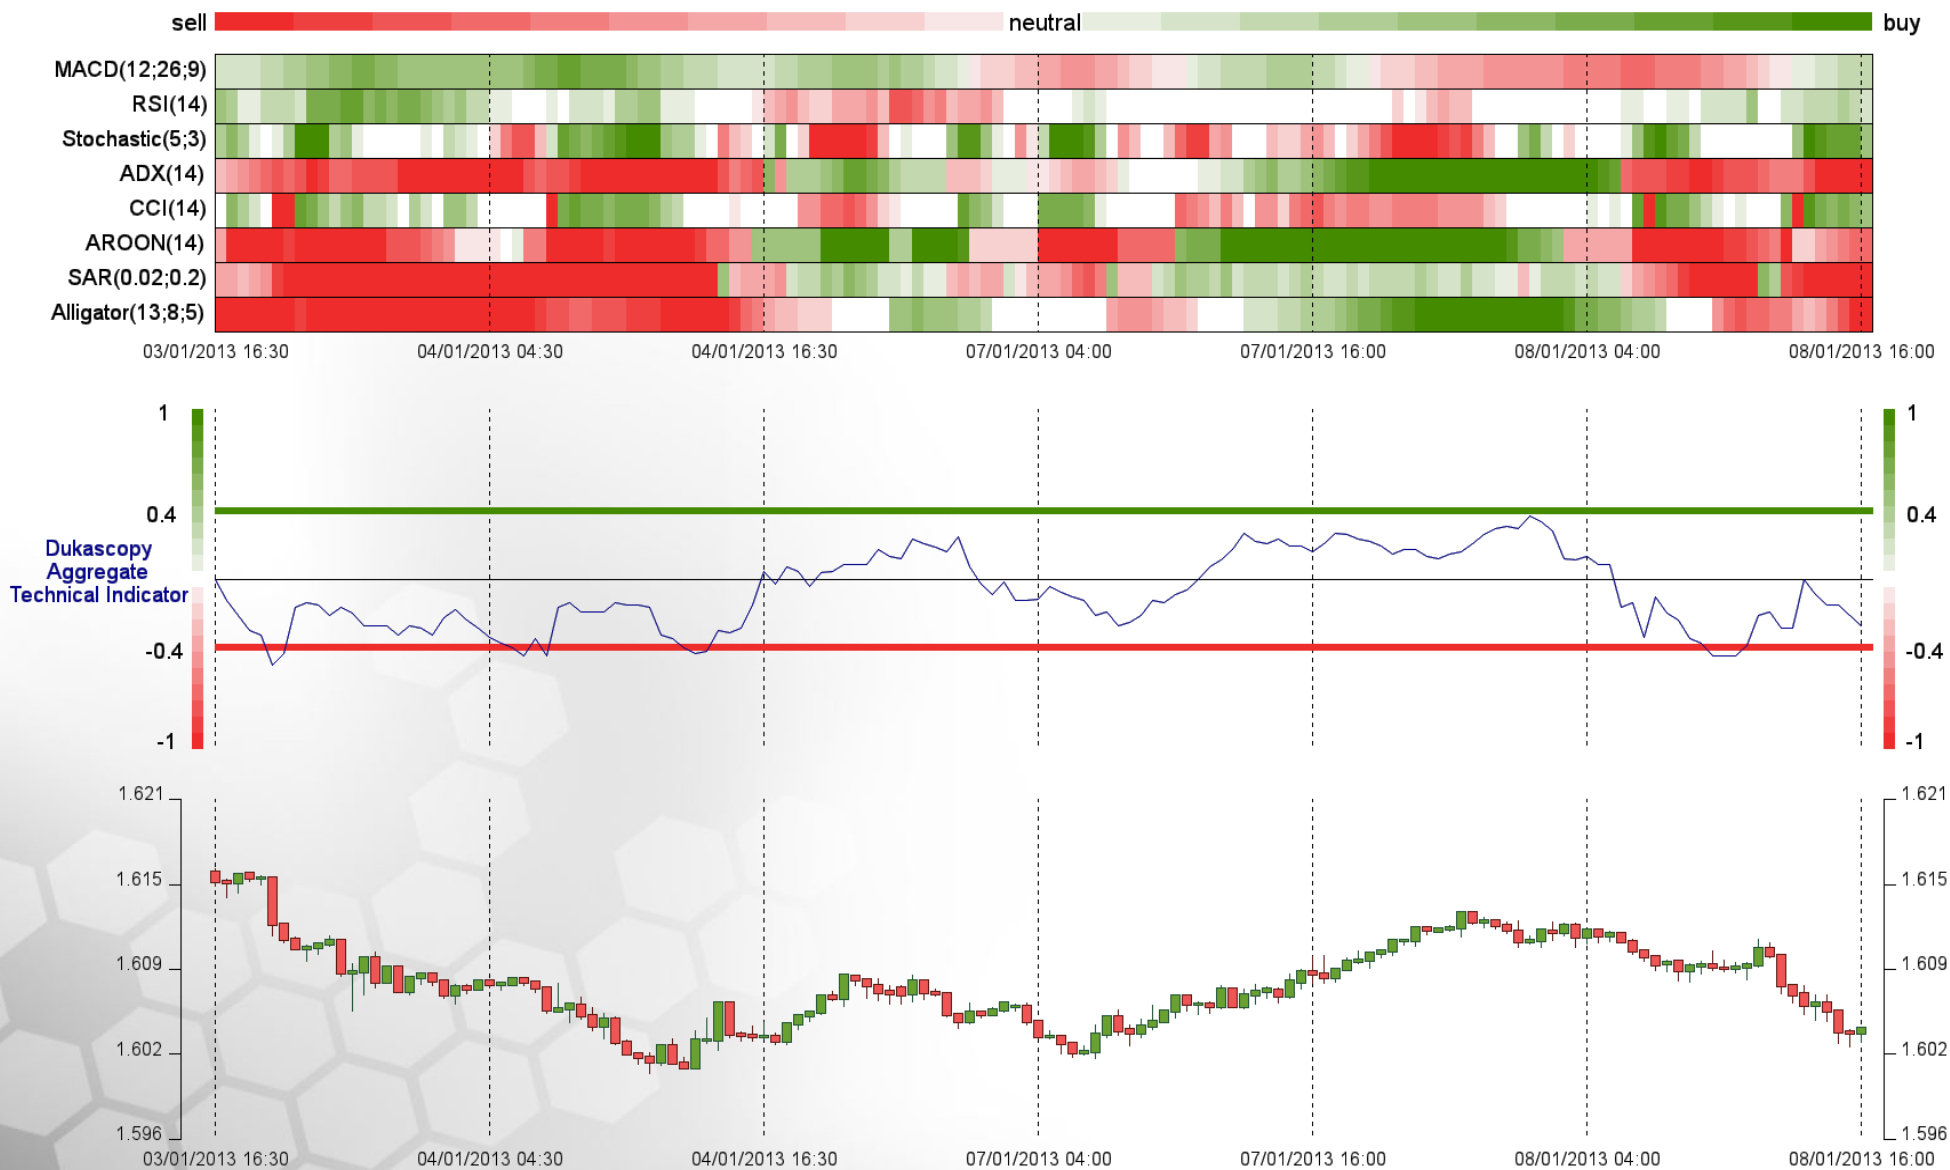 sell neutral buy
MACD(12;26;9)
RSI(14)
Stochastic(5;3)
ADX(14)
CCI(14)
AROON(14)
SAR(0.02;0.2)
Alligator(13;8;5)
03/01/2013 16:30 04/01/2013 04:30 04/01/2013 16:30 07/01/2013 04:00 07/01/2013 16:00 08/01/2013 04:00 08/01/2013 16:00
1 1
0.4 0.4
Dukascopy
Aggregate
Technical Indicator
-0.4 -0.4
-1 -1
1.621 1.621
1.615 1.615
1.609 1.609
1.602 1.602
1.596 1.596
03/01/2013 16:30 04/01/2013 04:30 04/01/2013 16:30 07/01/2013 04:00 07/01/2013 16:00 08/01/2013 04:00 08/01/2013 16:00